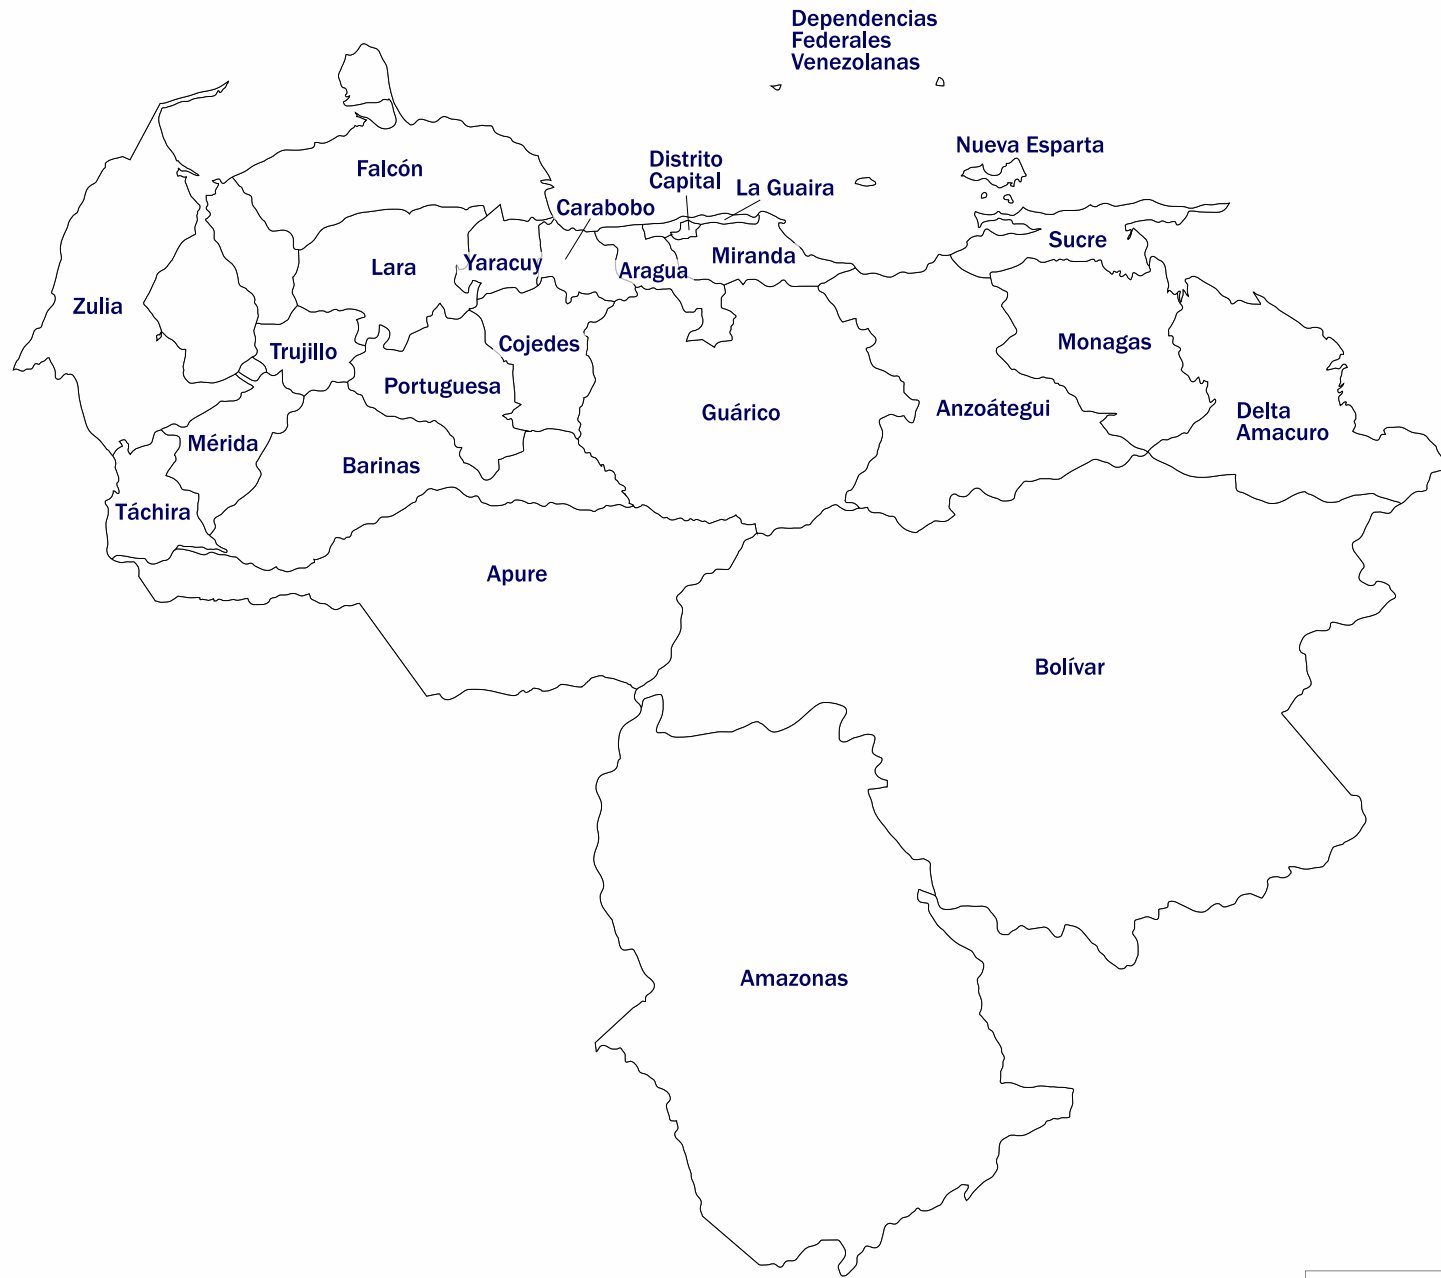 Dependencias
Federales
Venezolanas
Nueva Esparta
Distrito
Capital
La Guaira
Falcón
Carabobo
Sucre
Lara
Yaracuy
Aragua
Miranda
Zulia
Trujillo
Cojedes
Monagas
Portuguesa
Guárico
Anzoátegui
Delta
Amacuro
Mérida
Barinas
Táchira
Apure
Bolívar
Amazonas